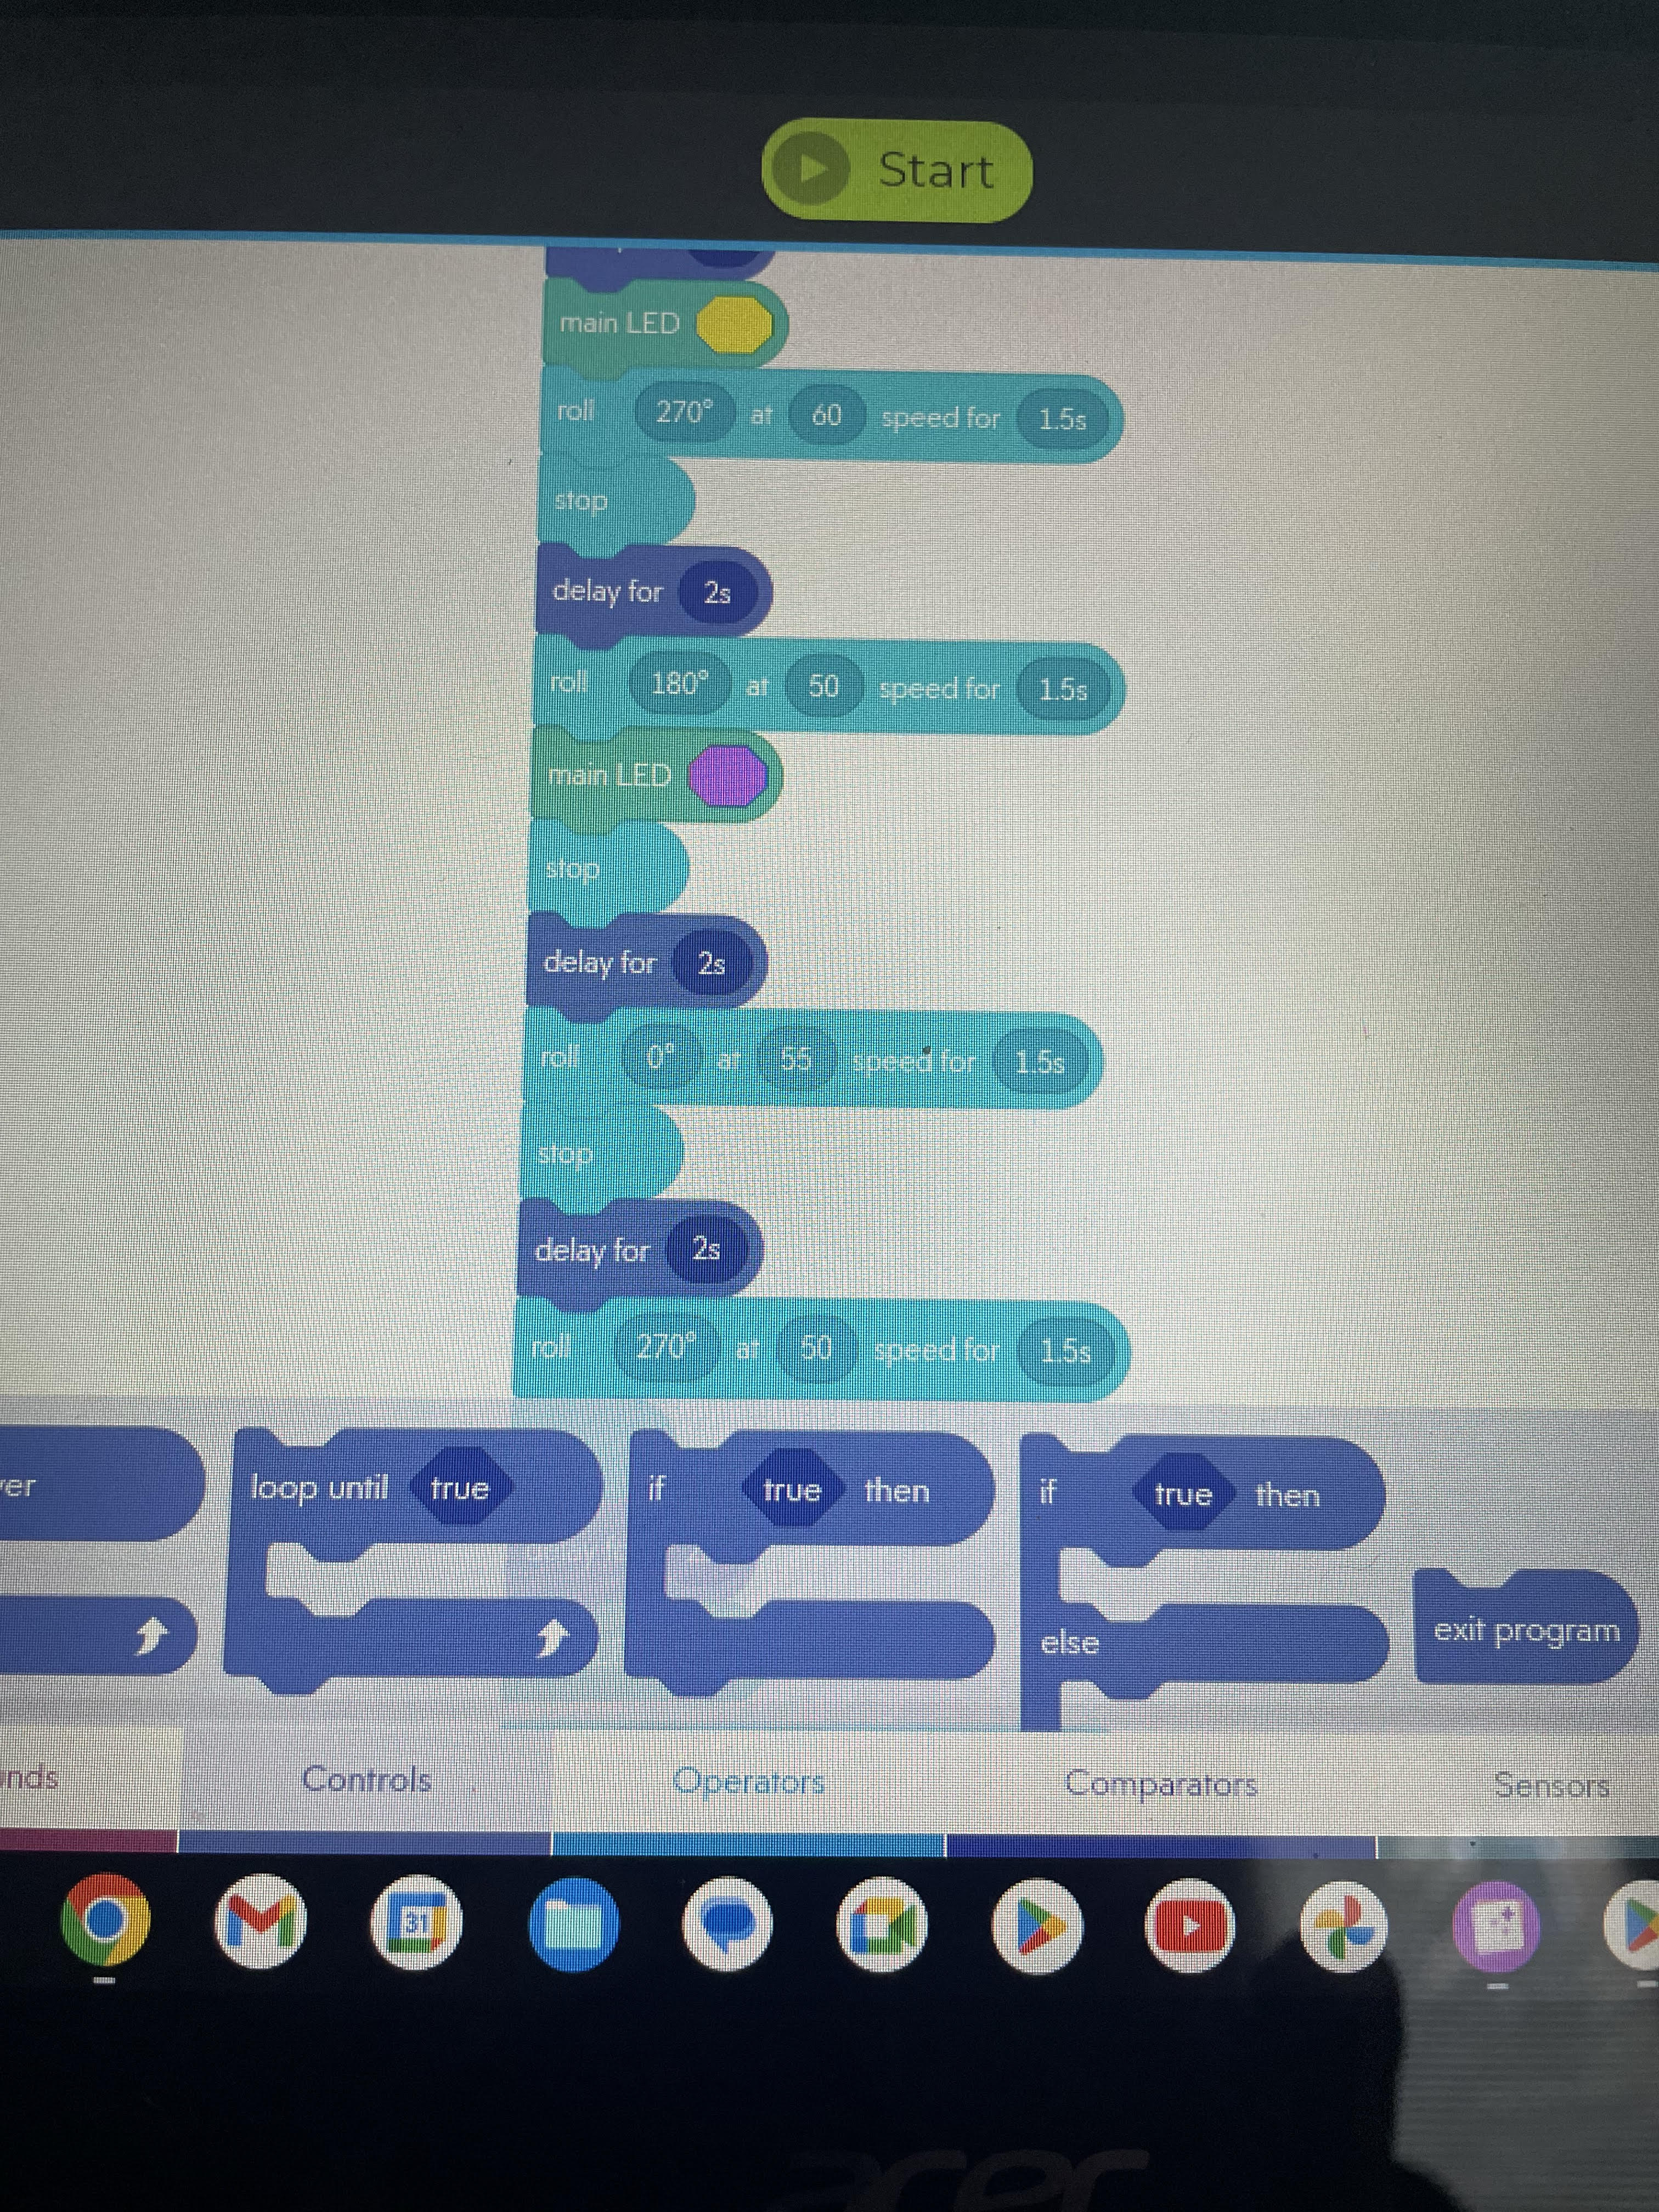 Start
main LED
roll 270° at 60 speed for 1.5s
stop
delay for 2s
roll 180° at 50 speed for 1.5s
main LED
stop
delay for 2s
roll 0° at 55 speed for 1.5s
stop
delay for 2s
roll 270° at 50 speed for 1.5s
ver loop until true if true then if true then
else exit program
nds Controls Operators Comparators Sensors
31
acer